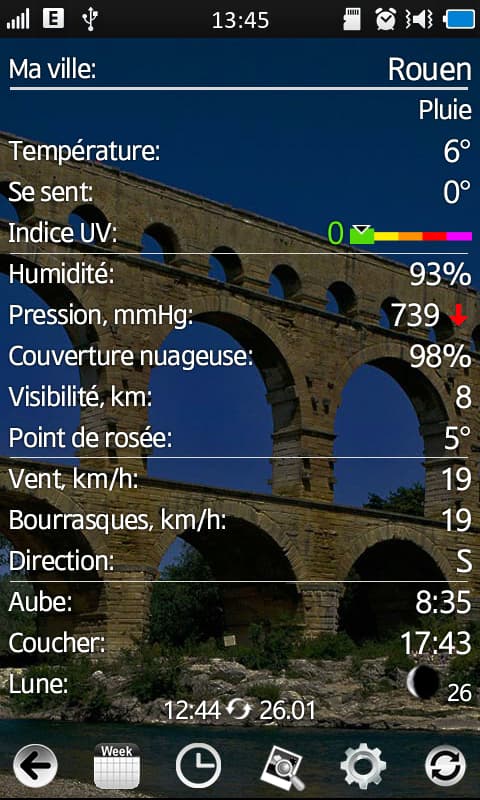 E 13:45
Ma ville: Rouen
Pluie
Température: 6°
Se sent: 0°
Indice UV: 0
Humidité: 93%
Pression, mmHg: 739
Couverture nuageuse: 98%
Visibilité, km: 8
Point de rosée: 5°
Vent, km/h: 19
Bourrasques, km/h: 19
Direction: S
Aube: 8:35
Coucher: 17:43
Lune: 26
12:44 26.01
Week